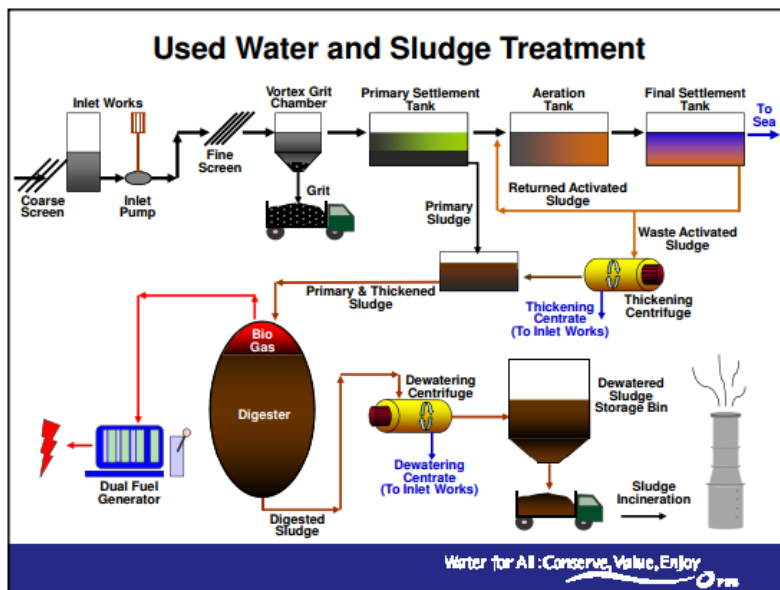 Used Water and Sludge Treatment
Inlet Works
Vortex Grit
Chamber
Primary Settlement
Tank
Aeration
Tank
Final Settlement
Tank
To
Sea
Fine
Screen
Coarse
Screen
Inlet
Pump
Grit
Primary
Sludge
Returned Activated
Sludge
Waste Activated
Sludge
Primary & Thickened
Sludge
Thickening
Centrate
(To Inlet Works)
Thickening
Centrifuge
Bio
Gas
Digester
Dewatering
Centrifuge
Dewatered
Sludge
Storage Bin
Dewatering
Centrate
(To Inlet Works)
Dual Fuel
Generator
Digested
Sludge
Sludge
Incineration
Water for All : Conserve, Value, Enjoy